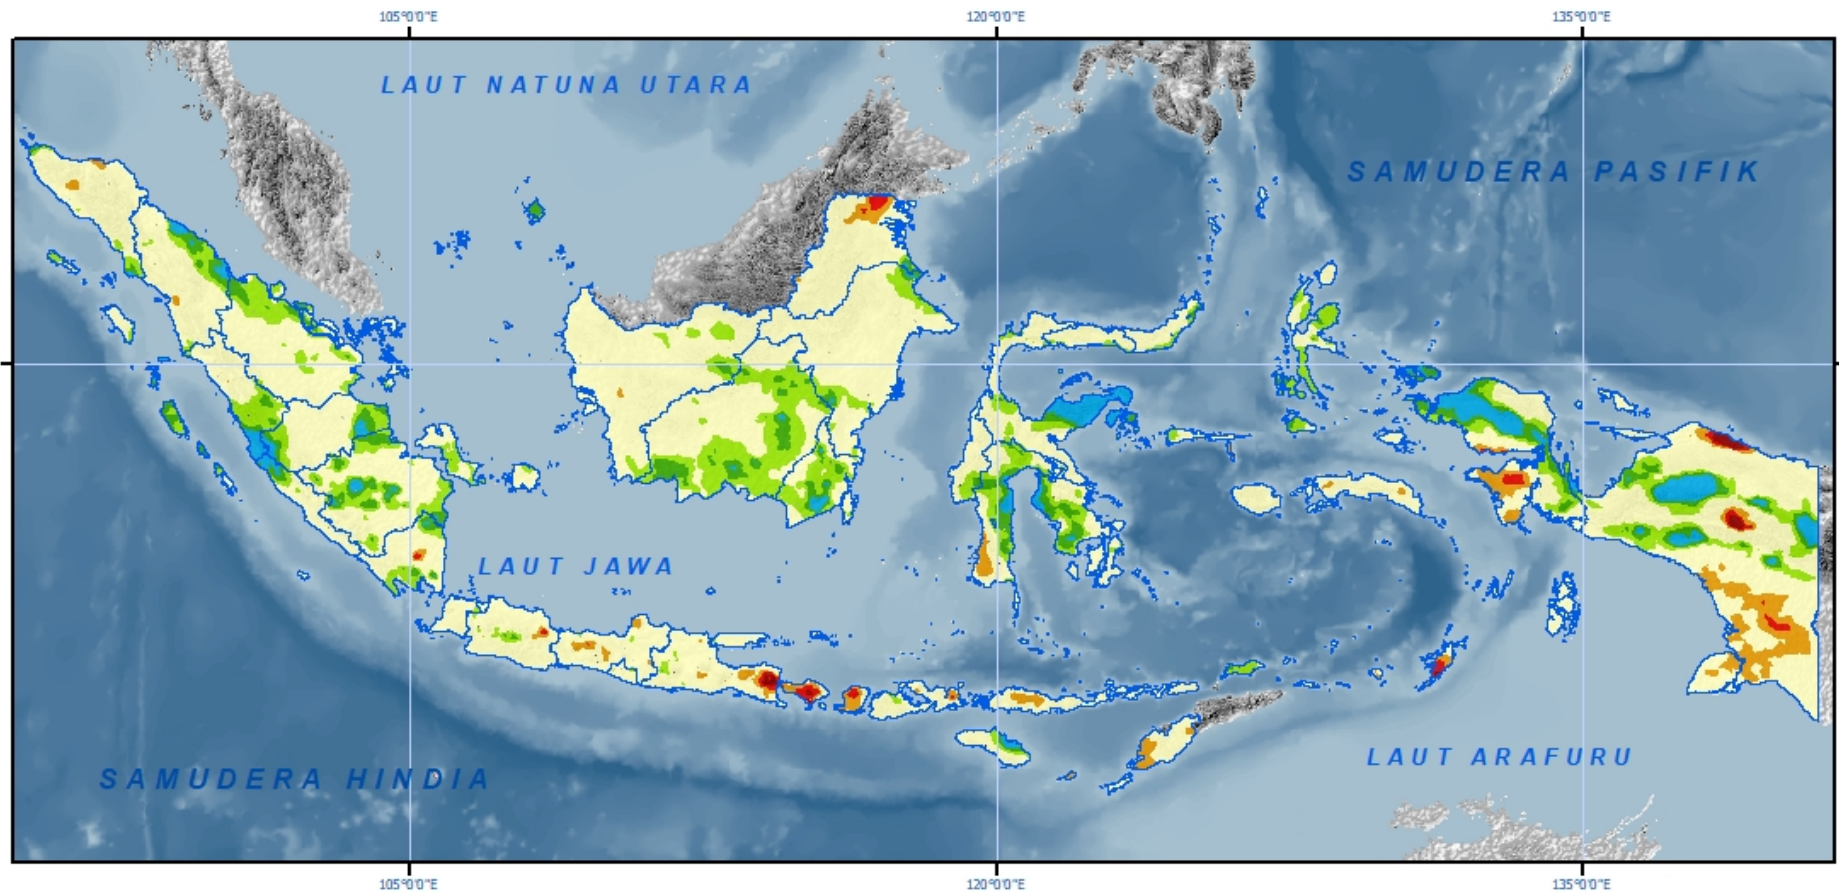 105°0'0"E 120°0'0"E 135°0'0"E
LAUT NATUNA UTARA
SAMUDERA PASIFIK
LAUT JAWA
LAUT ARAFURU
SAMUDERA HINDIA
105°0'0"E 120°0'0"E 135°0'0"E